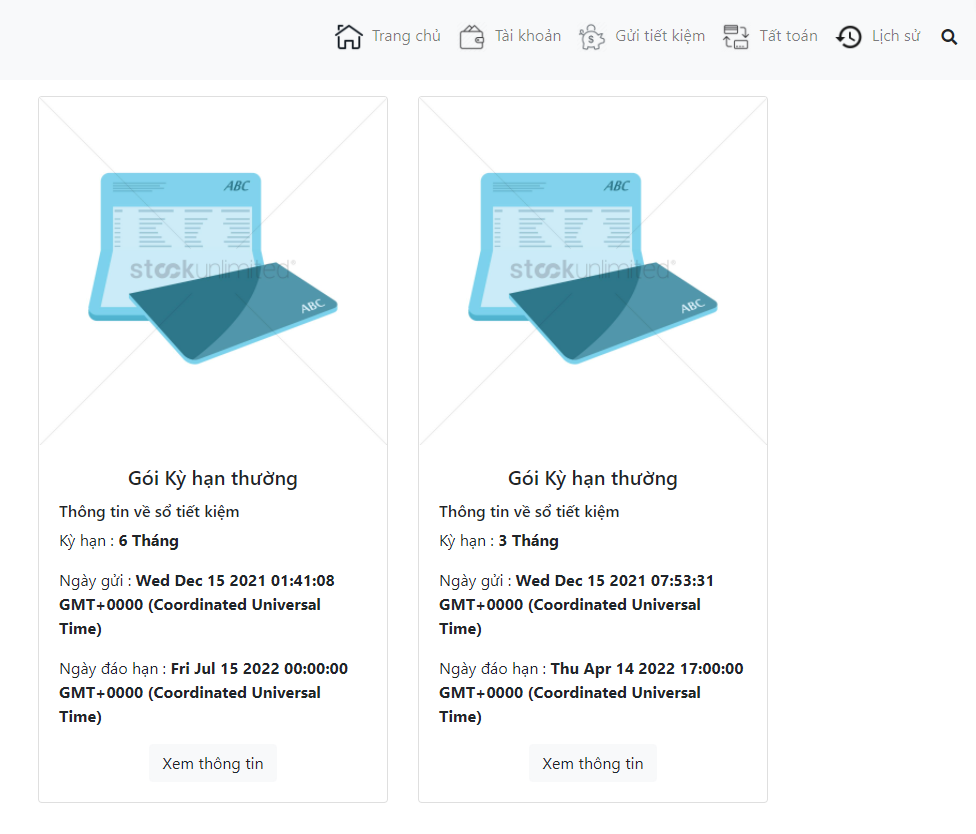 Trang chủ Tài khoản Gửi tiết kiệm Tất toán Lịch sử
ABC
stockunlimited®
ABC
Gói Kỳ hạn thường
Thông tin về sổ tiết kiệm
Kỳ hạn : 6 Tháng
Ngày gửi : Wed Dec 15 2021 01:41:08
GMT+0000 (Coordinated Universal
Time)
Ngày đáo hạn : Fri Jul 15 2022 00:00:00
GMT+0000 (Coordinated Universal
Time)
Xem thông tin
ABC
stockunlimited®
ABC
Gói Kỳ hạn thường
Thông tin về sổ tiết kiệm
Kỳ hạn : 3 Tháng
Ngày gửi : Wed Dec 15 2021 07:53:31
GMT+0000 (Coordinated Universal
Time)
Ngày đáo hạn : Thu Apr 14 2022 17:00:00
GMT+0000 (Coordinated Universal
Time)
Xem thông tin